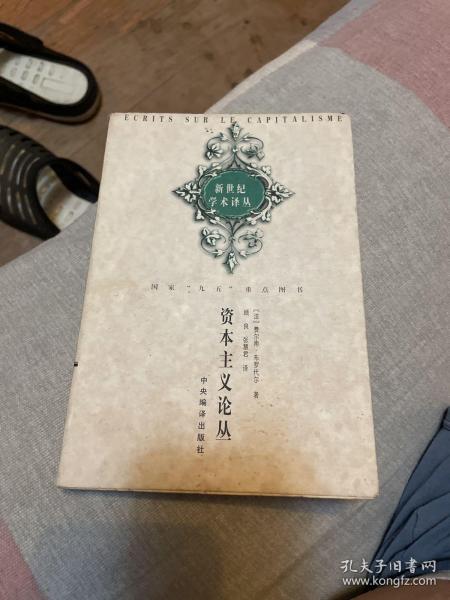 ECRITS SUR LE CAPITALISME
新世纪
学术译丛
国家“九五”重点图书
[法]费尔南·布罗代尔 著
顾良 张慧君 译
资本主义论丛
中央编译出版社
孔夫子旧书网
www.kongfz.com